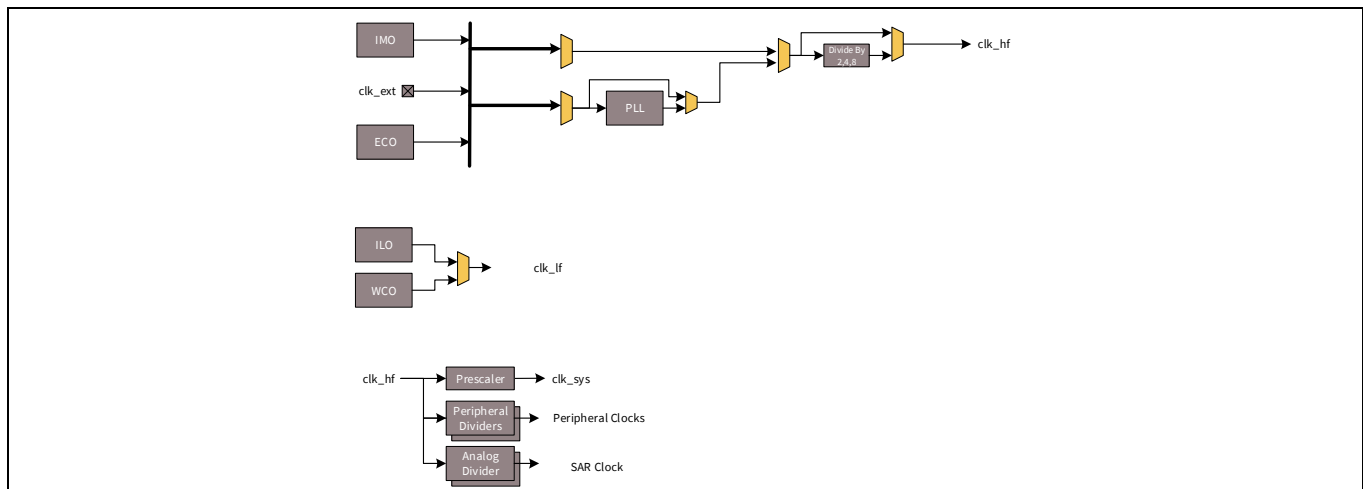 IMO
clk_ext
ECO
PLL
Divide By
2,4,8
clk_hf
ILO
WCO
clk_lf
clk_hf
Prescaler
clk_sys
Peripheral
Dividers
Peripheral Clocks
Analog
Divider
SAR Clock